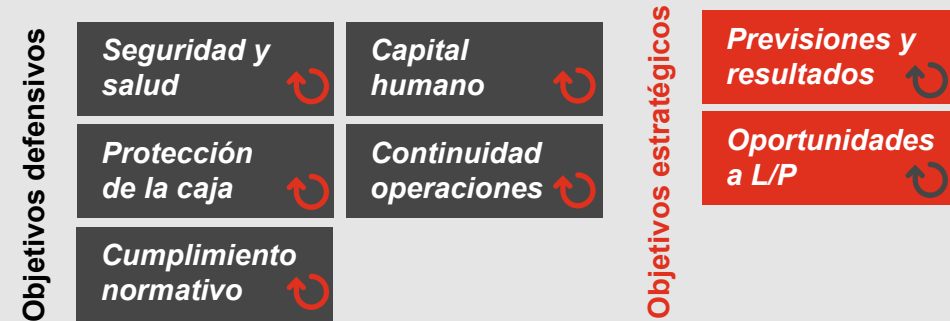 Objetivos defensivos
Seguridad y
salud
Capital
humano
Protección
de la caja
Continuidad
operaciones
Cumplimiento
normativo
Objetivos estratégicos
Previsiones y
resultados
Oportunidades
a L/P